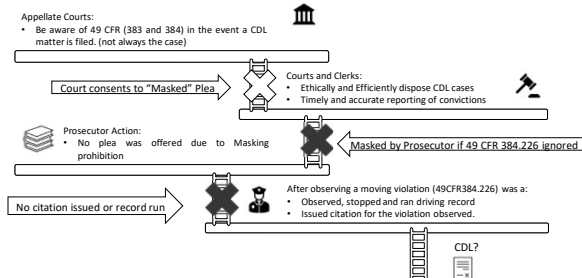 Appellate Courts:
• Be aware of 49 CFR (383 and 384) in the event a CDL
matter is filed. (not always the case)
Court consents to “Masked” Plea
Courts and Clerks:
• Ethically and Efficiently dispose CDL cases
• Timely and accurate reporting of convictions
Prosecutor Action:
• No plea was offered due to Masking
prohibition
Masked by Prosecutor if 49 CFR 384.226 ignored
After observing a moving violation (49CFR384.226) was a:
• Observed, stopped and ran driving record
• Issued citation for the violation observed.
No citation issued or record run
CDL?